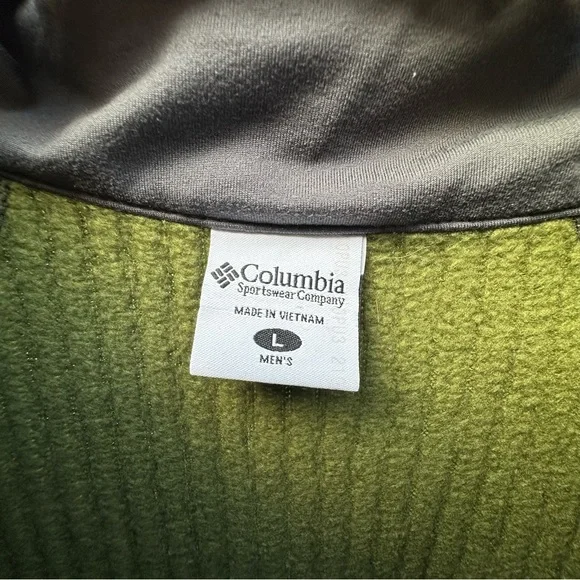 Columbia
Sportswear Company
MADE IN VIETNAM
L
MEN'S